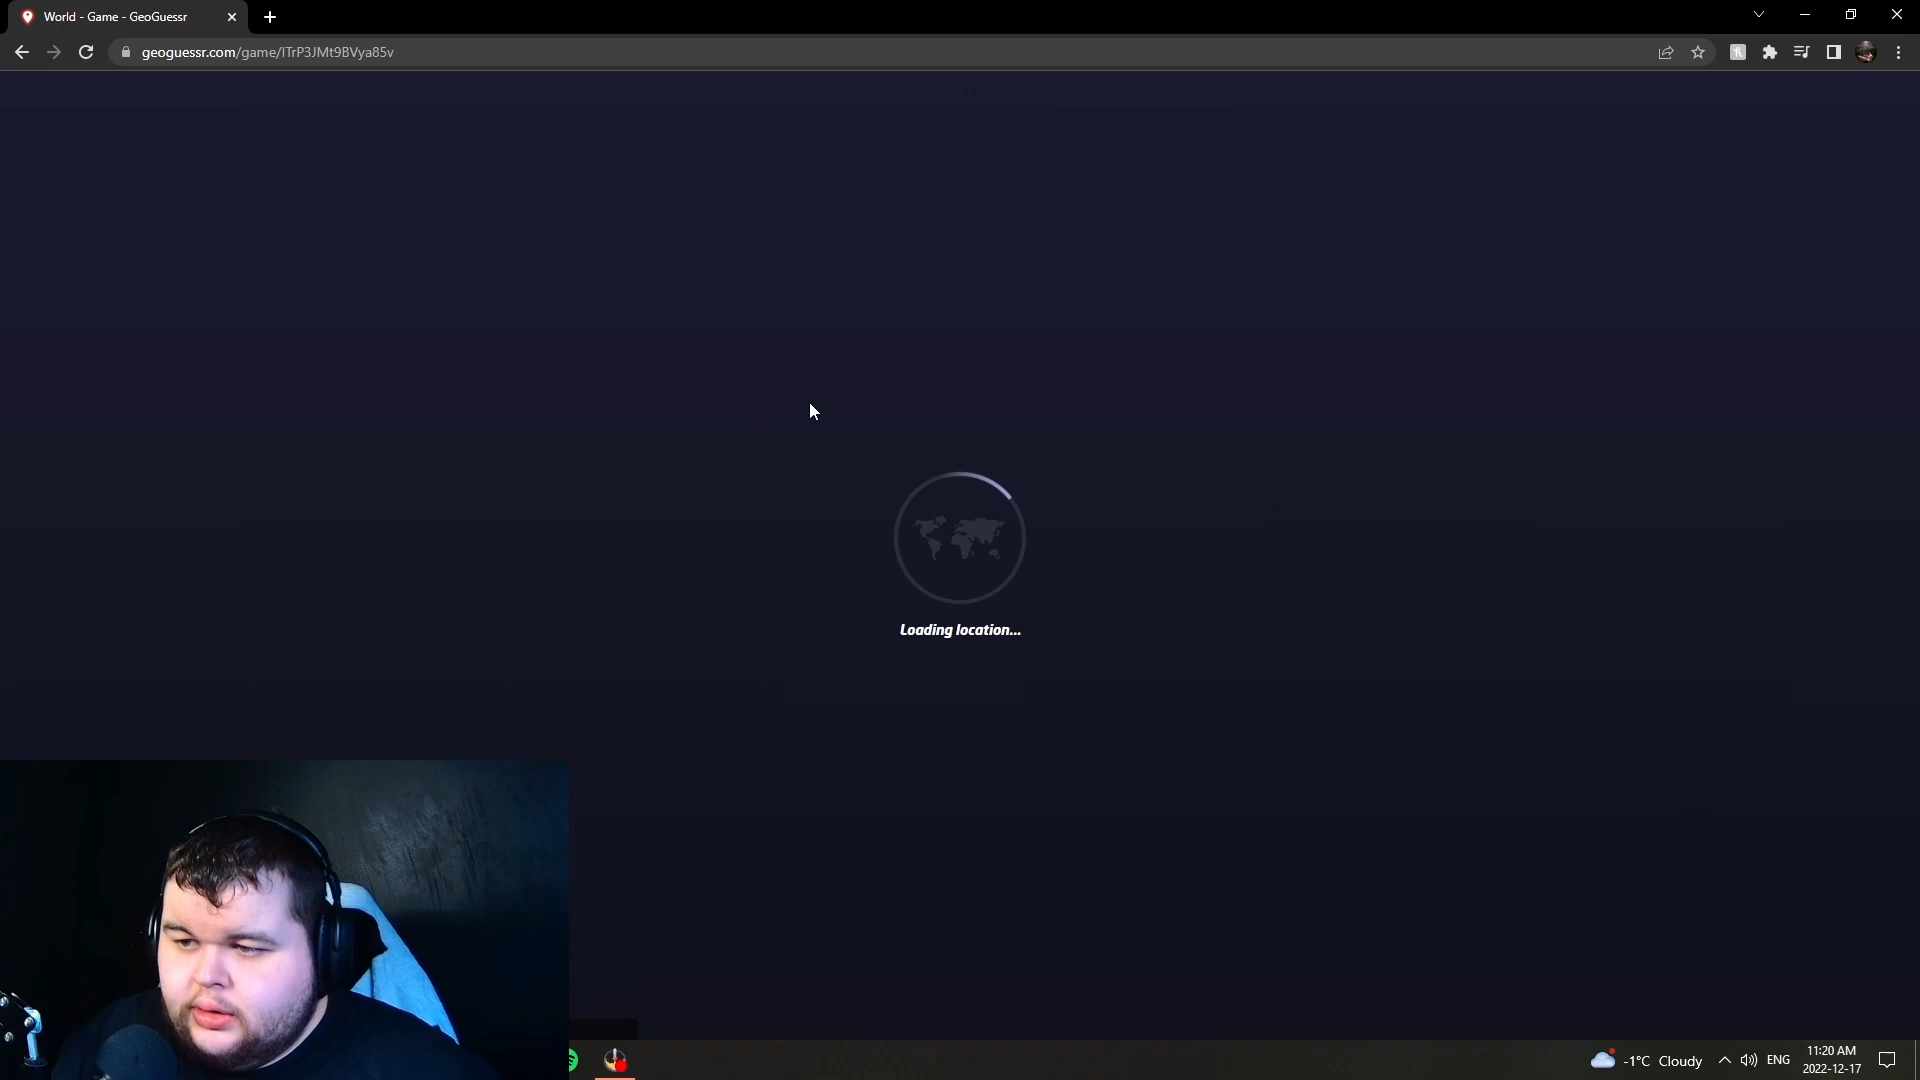 World - Game - GeoGuessr
geoguessr.com/game/lTrP3JMt9BVya85v
Loading location...
-1°C Cloudy
ENG
11:20 AM
2022-12-17